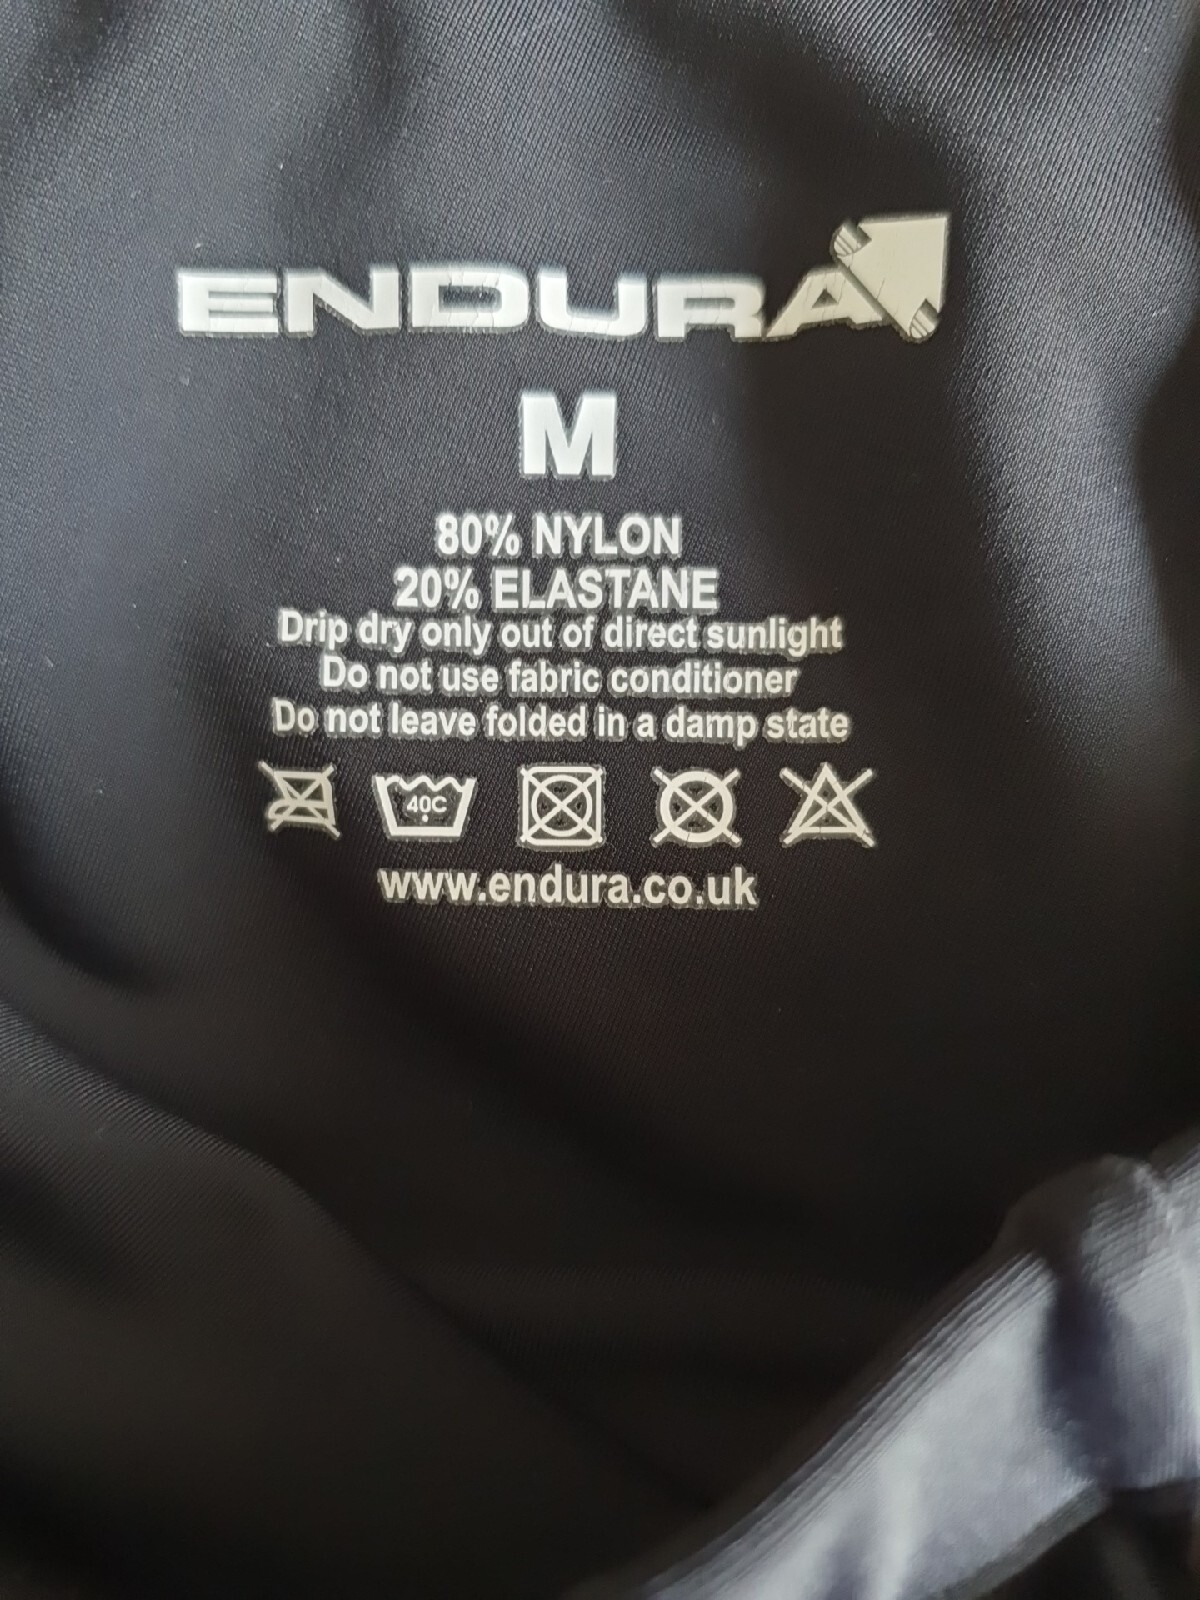 ENDURA
M
80% NYLON
20% ELASTANE
Drip dry only out of direct sunlight
Do not use fabric conditioner
Do not leave folded in a damp state
40C
www.endura.co.uk